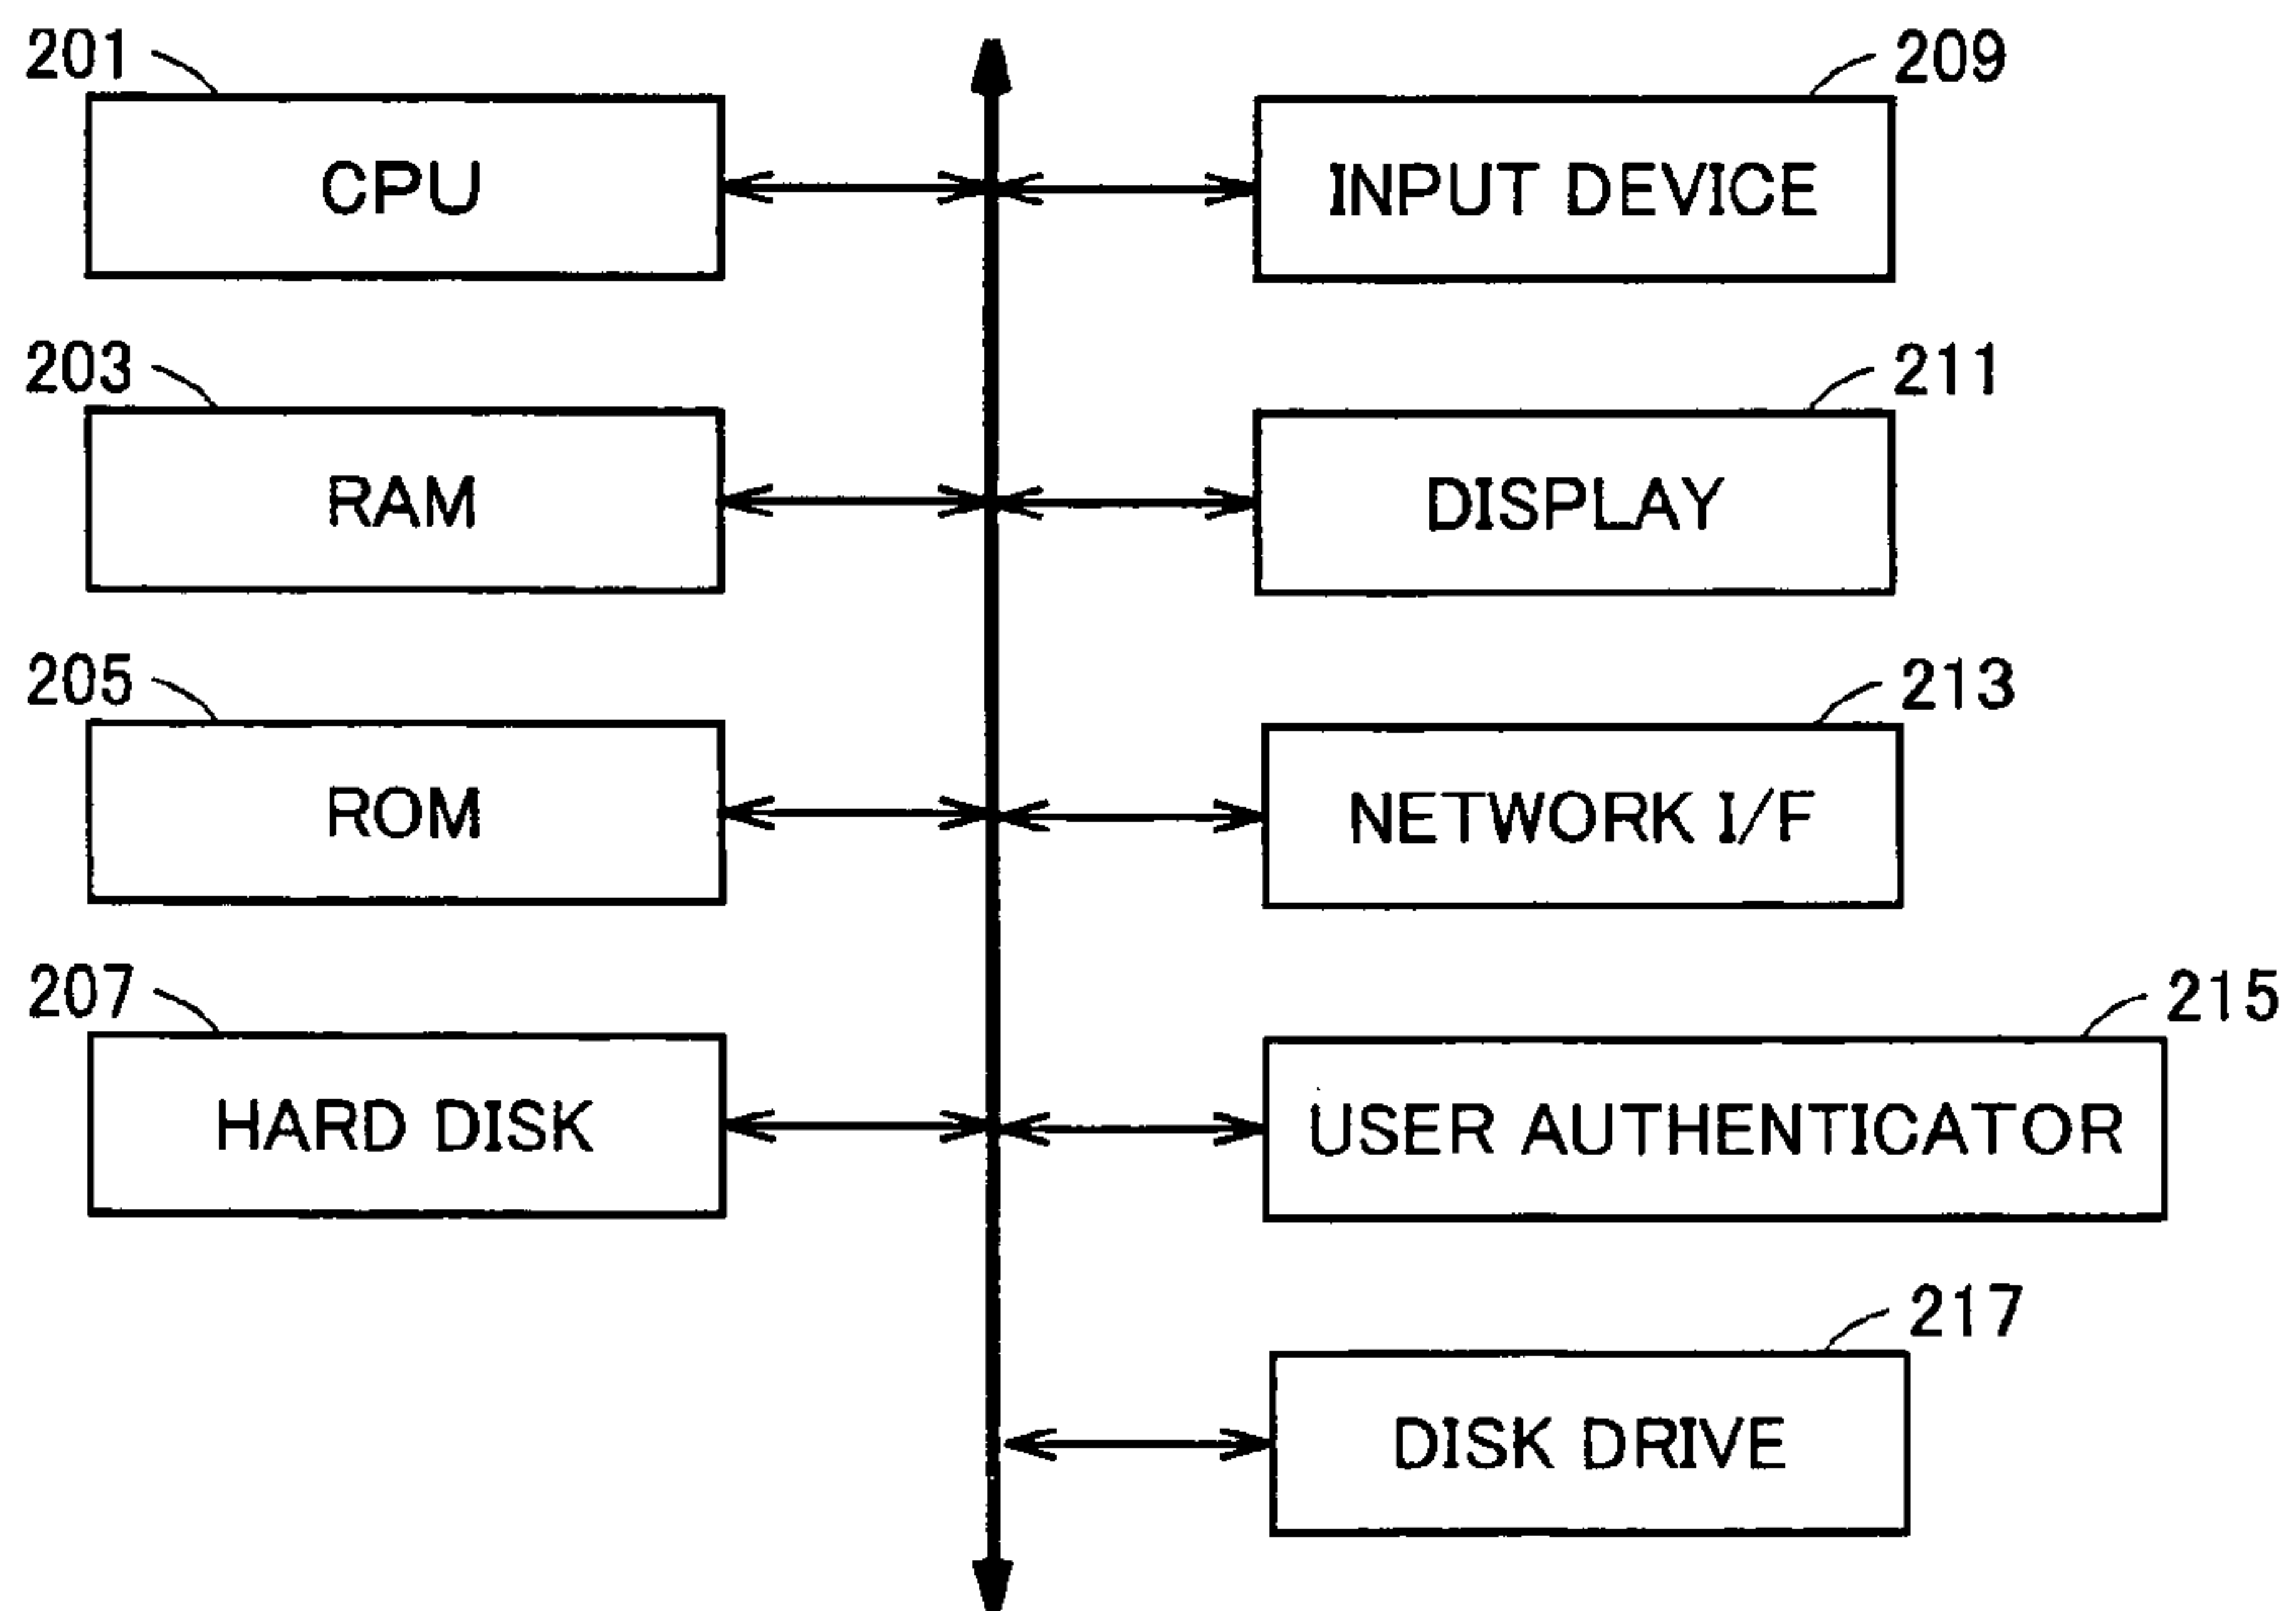 201
CPU
203
RAM
205
ROM
207
HARD DISK
209
INPUT DEVICE
211
DISPLAY
213
NETWORK I/F
215
USER AUTHENTICATOR
217
DISK DRIVE